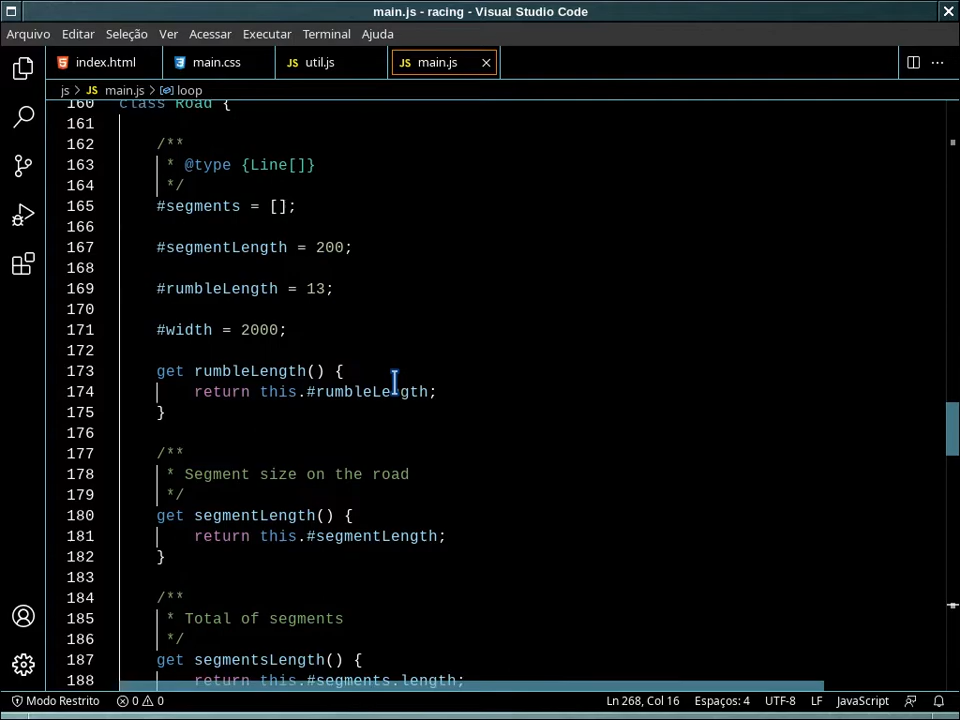 main.js - racing - Visual Studio Code
Arquivo Editar Seleção Ver Acessar Executar Terminal Ajuda
index.html main.css JS util.js JS main.js
js > JS main.js > loop
160 class Road {
161
162 /**
163 * @type {Line[]}
164 */
165 #segments = [];
166
167 #segmentLength = 200;
168
169 #rumbleLength = 13;
170
171 #width = 2000;
172
173 get rumbleLength() {
174 return this.#rumbleLength;
175 }
176
177 /**
178 * Segment size on the road
179 */
180 get segmentLength() {
181 return this.#segmentLength;
182 }
183
184 /**
185 * Total of segments
186 */
187 get segmentsLength() {
188 return this.#segments.length;
Modo Restrito 0 0 Ln 268, Col 16 Espaços: 4 UTF-8 LF JavaScript